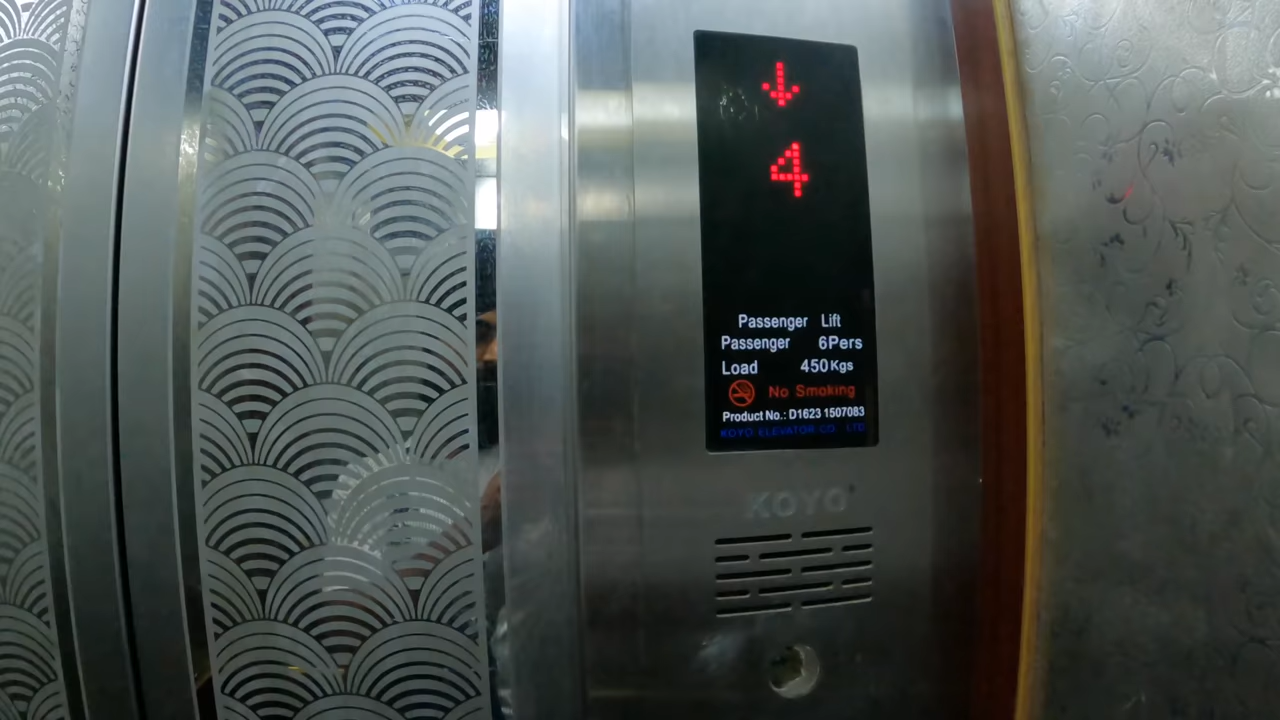 ↓
4
Passenger Lift
Passenger 6Pers
Load 450Kgs
No Smoking
Product No.: D1623 1507083
KOYO ELEVATOR CO. LTD
KOYO